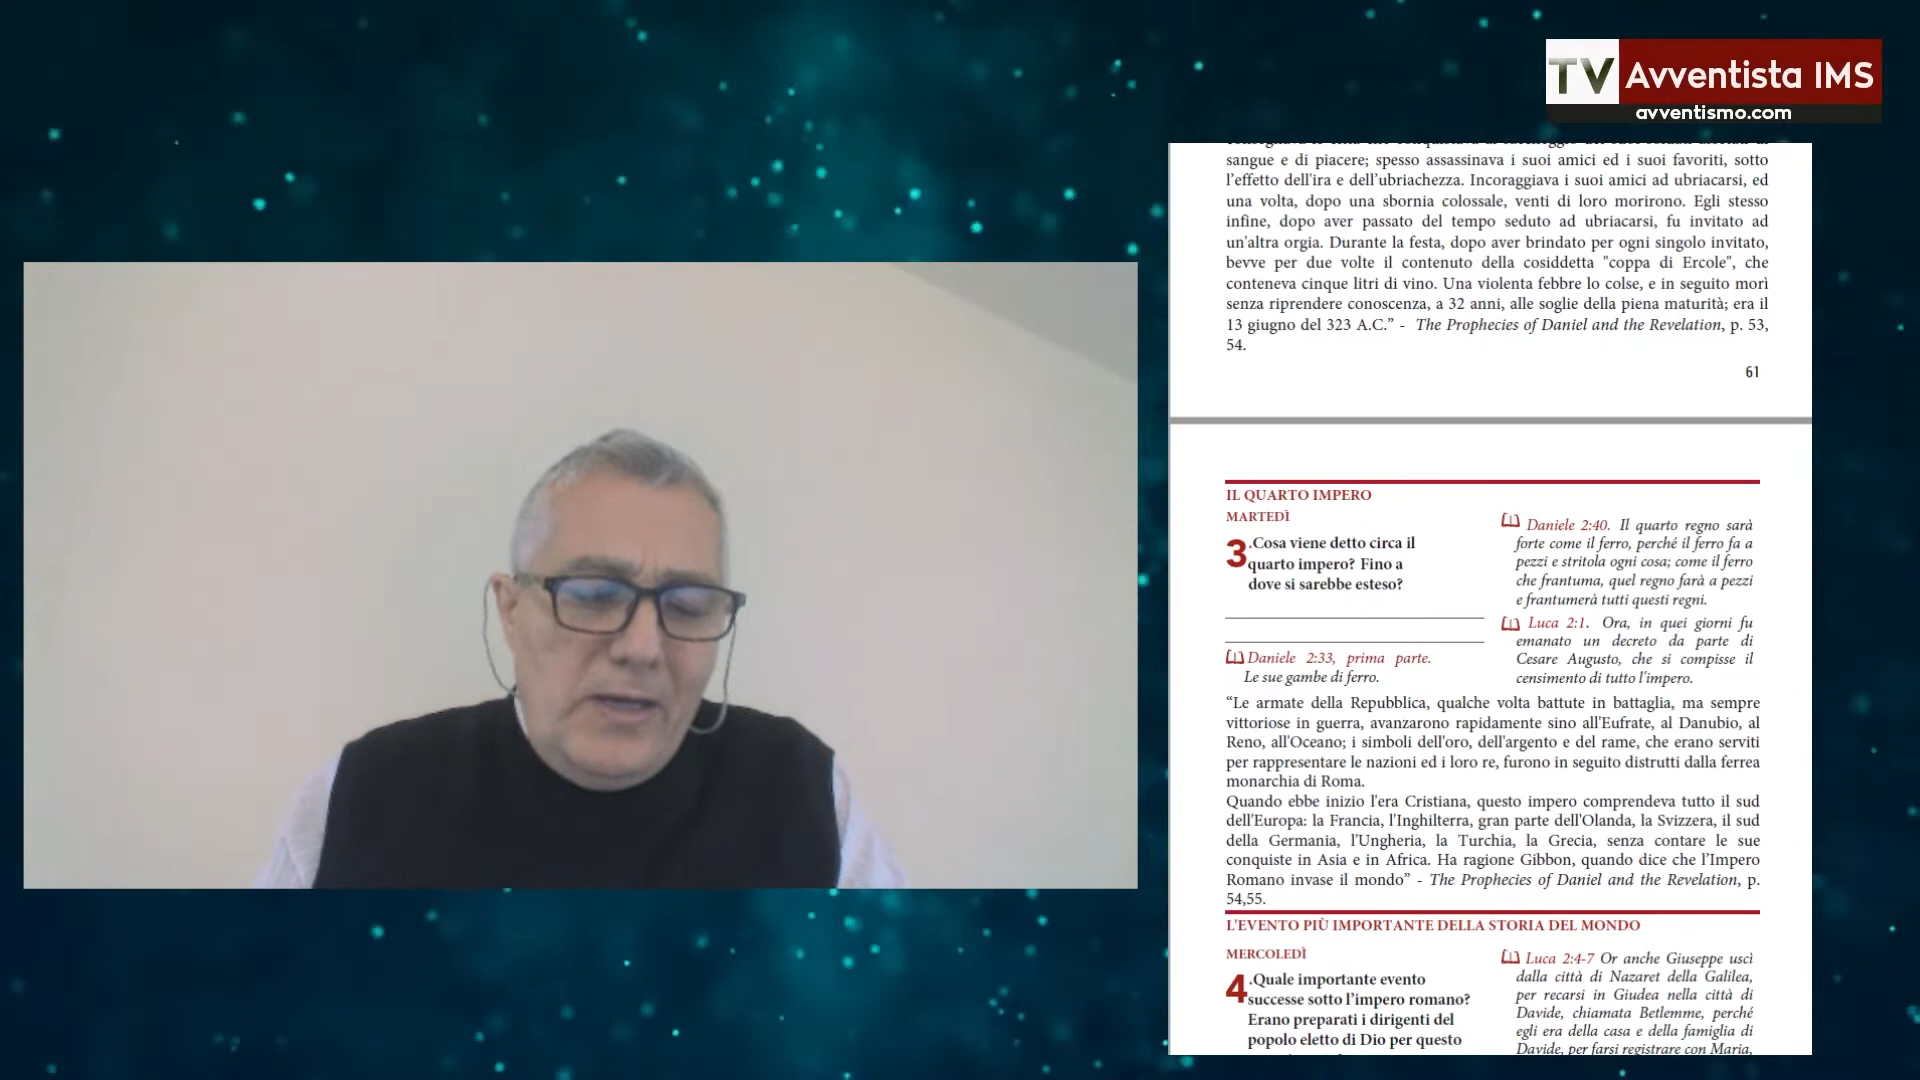 TV Avventista IMS
avventismo.com
sangue e di piacere; spesso assassinava i suoi amici ed i suoi favoriti, sotto
l'effetto dell'ira e dell'ubriachezza. Incoraggiava i suoi amici ad ubriacarsi, ed
una volta, dopo una sbornia colossale, venti di loro morirono. Egli stesso
infine, dopo aver passato del tempo seduto ad ubriacarsi, fu invitato ad
un'altra orgia. Durante la festa, dopo aver brindato per ogni singolo invitato,
bevve per due volte il contenuto della cosiddetta "coppa di Ercole", che
conteneva cinque litri di vino. Una violenta febbre lo colse, e in seguito morì
senza riprendere conoscenza, a 32 anni, alle soglie della piena maturità; era il
13 giugno del 323 A.C.” - The Prophecies of Daniel and the Revelation, p. 53,
54.
61
IL QUARTO IMPERO
MARTEDÌ
3.Cosa viene detto circa il
quarto impero? Fino a
dove si sarebbe esteso?
Daniele 2:33, prima parte.
Le sue gambe di ferro.
Daniele 2:40. Il quarto regno sarà
forte come il ferro, perché il ferro fa a
pezzi e stritola ogni cosa; come il ferro
che frantuma, quel regno farà a pezzi
e frantumerà tutti questi regni.
Luca 2:1. Ora, in quei giorni fu
emanato un decreto da parte di
Cesare Augusto, che si compisse il
censimento di tutto l'impero.
“Le armate della Repubblica, qualche volta battute in battaglia, ma sempre
vittoriose in guerra, avanzarono rapidamente sino all'Eufrate, al Danubio, al
Reno, all'Oceano; i simboli dell'oro, dell'argento e del rame, che erano serviti
per rappresentare le nazioni ed i loro re, furono in seguito distrutti dalla ferrea
monarchia di Roma.
Quando ebbe inizio l'era Cristiana, questo impero comprendeva tutto il sud
dell'Europa: la Francia, l'Inghilterra, gran parte dell'Olanda, la Svizzera, il sud
della Germania, l'Ungheria, la Turchia, la Grecia, senza contare le sue
conquiste in Asia e in Africa. Ha ragione Gibbon, quando dice che l’Impero
Romano invase il mondo” - The Prophecies of Daniel and the Revelation, p.
54,55.
L'EVENTO PIÙ IMPORTANTE DELLA STORIA DEL MONDO
MERCOLEDÌ
4.Quale importante evento
successe sotto l’impero romano?
Erano preparati i dirigenti del
popolo eletto di Dio per questo
Luca 2:4-7 Or anche Giuseppe uscì
dalla città di Nazaret della Galilea,
per recarsi in Giudea nella città di
Davide, chiamata Betlemme, perché
egli era della casa e della famiglia di
Davide, per farsi registrare con Maria,